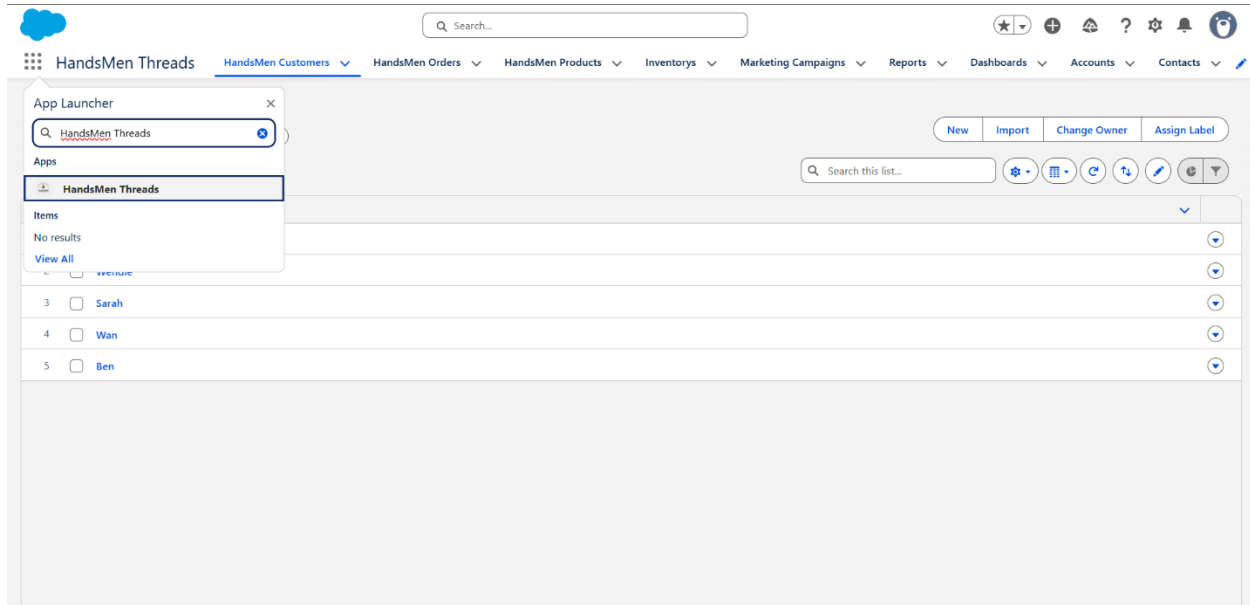 Search...
HandsMen Threads HandsMen Customers HandsMen Orders HandsMen Products Inventorys Marketing Campaigns Reports Dashboards Accounts Contacts
App Launcher
HandsMen Threads
Apps
HandsMen Threads
Items
No results
View All
New Import Change Owner Assign Label
Search this list...
2 Wendie
3 Sarah
4 Wan
5 Ben